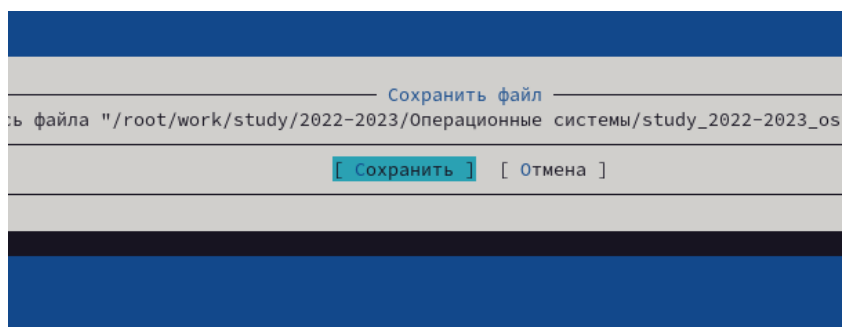 Сохранить файл
ь файла "/root/work/study/2022-2023/Операционные системы/study_2022-2023_os
[ Сохранить ] [ Отмена ]